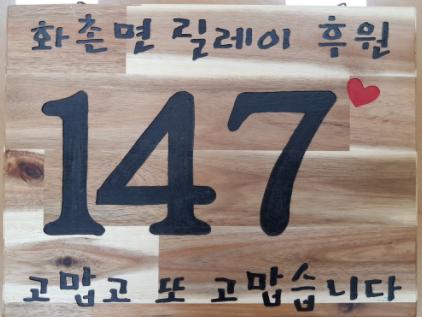 화촌면 릴레이 후원
147
고맙고 또 고맙습니다